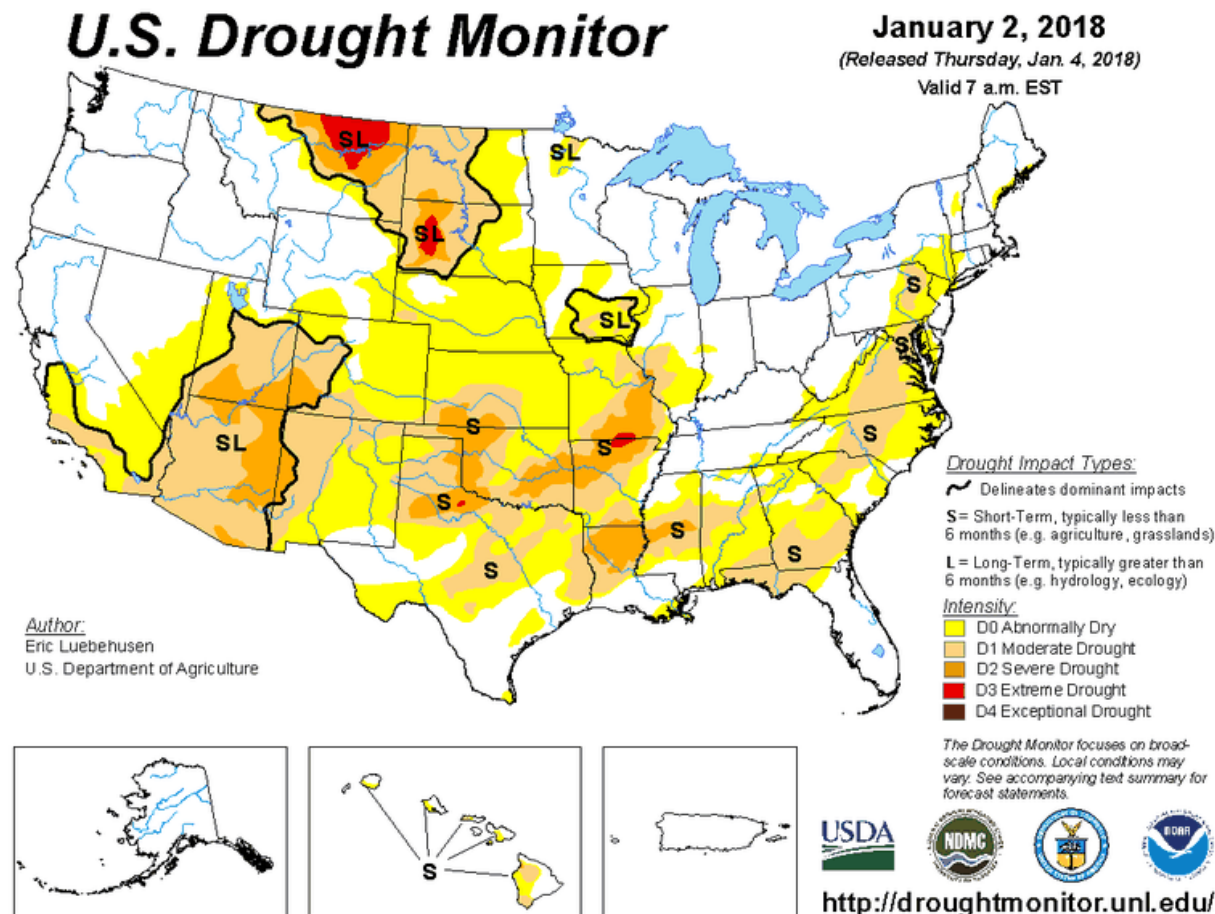 U.S. Drought Monitor
January 2, 2018
(Released Thursday, Jan. 4, 2018)
Valid 7 a.m. EST
SL
SL
SL
SL
SL
S
S
S
S
S
S
S
S
S
Drought Impact Types:
Delineates dominant impacts
S = Short-Term, typically less than
6 months (e.g. agriculture, grasslands)
L = Long-Term, typically greater than
6 months (e.g. hydrology, ecology)
Intensity:
D0 Abnormally Dry
D1 Moderate Drought
D2 Severe Drought
D3 Extreme Drought
D4 Exceptional Drought
Author:
Eric Luebehusen
U.S. Department of Agriculture
The Drought Monitor focuses on broad-
scale conditions. Local conditions may
vary. See accompanying text summary for
forecast statements.
S
USDA
NDMC
NOAA
http://droughtmonitor.unl.edu/